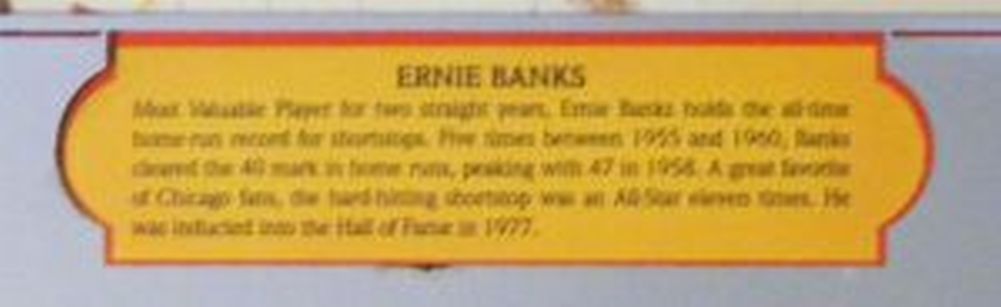 ERNIE BANKS
Most Valuable Player for two straight years, Ernie Banks holds the all-time
home-run record for shortstops. Five times between 1955 and 1960, Banks
cleared the 40 mark in home runs, peaking with 47 in 1958. A great favorite
of Chicago fans, the hard-hitting shortstop was an All-Star eleven times. He
was inducted into the Hall of Fame in 1977.